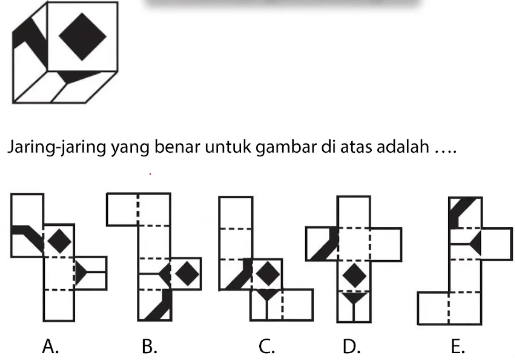 Jaring-jaring yang benar untuk gambar di atas adalah ....
A. B. C. D. E.